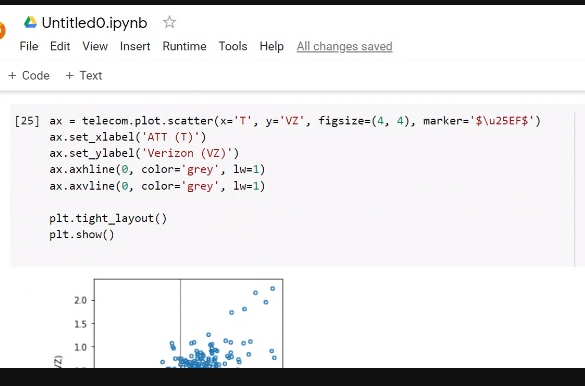 Untitled0.ipynb
File Edit View Insert Runtime Tools Help All changes saved
+ Code + Text
[25] ax = telecom.plot.scatter(x='T', y='VZ', figsize=(4, 4), marker='$\u25EF$')
ax.set_xlabel('ATT (T)')
ax.set_ylabel('Verizon (VZ)')
ax.axhline(0, color='grey', lw=1)
ax.axvline(0, color='grey', lw=1)
plt.tight_layout()
plt.show()
2.0
1.5
1.0
VZ)